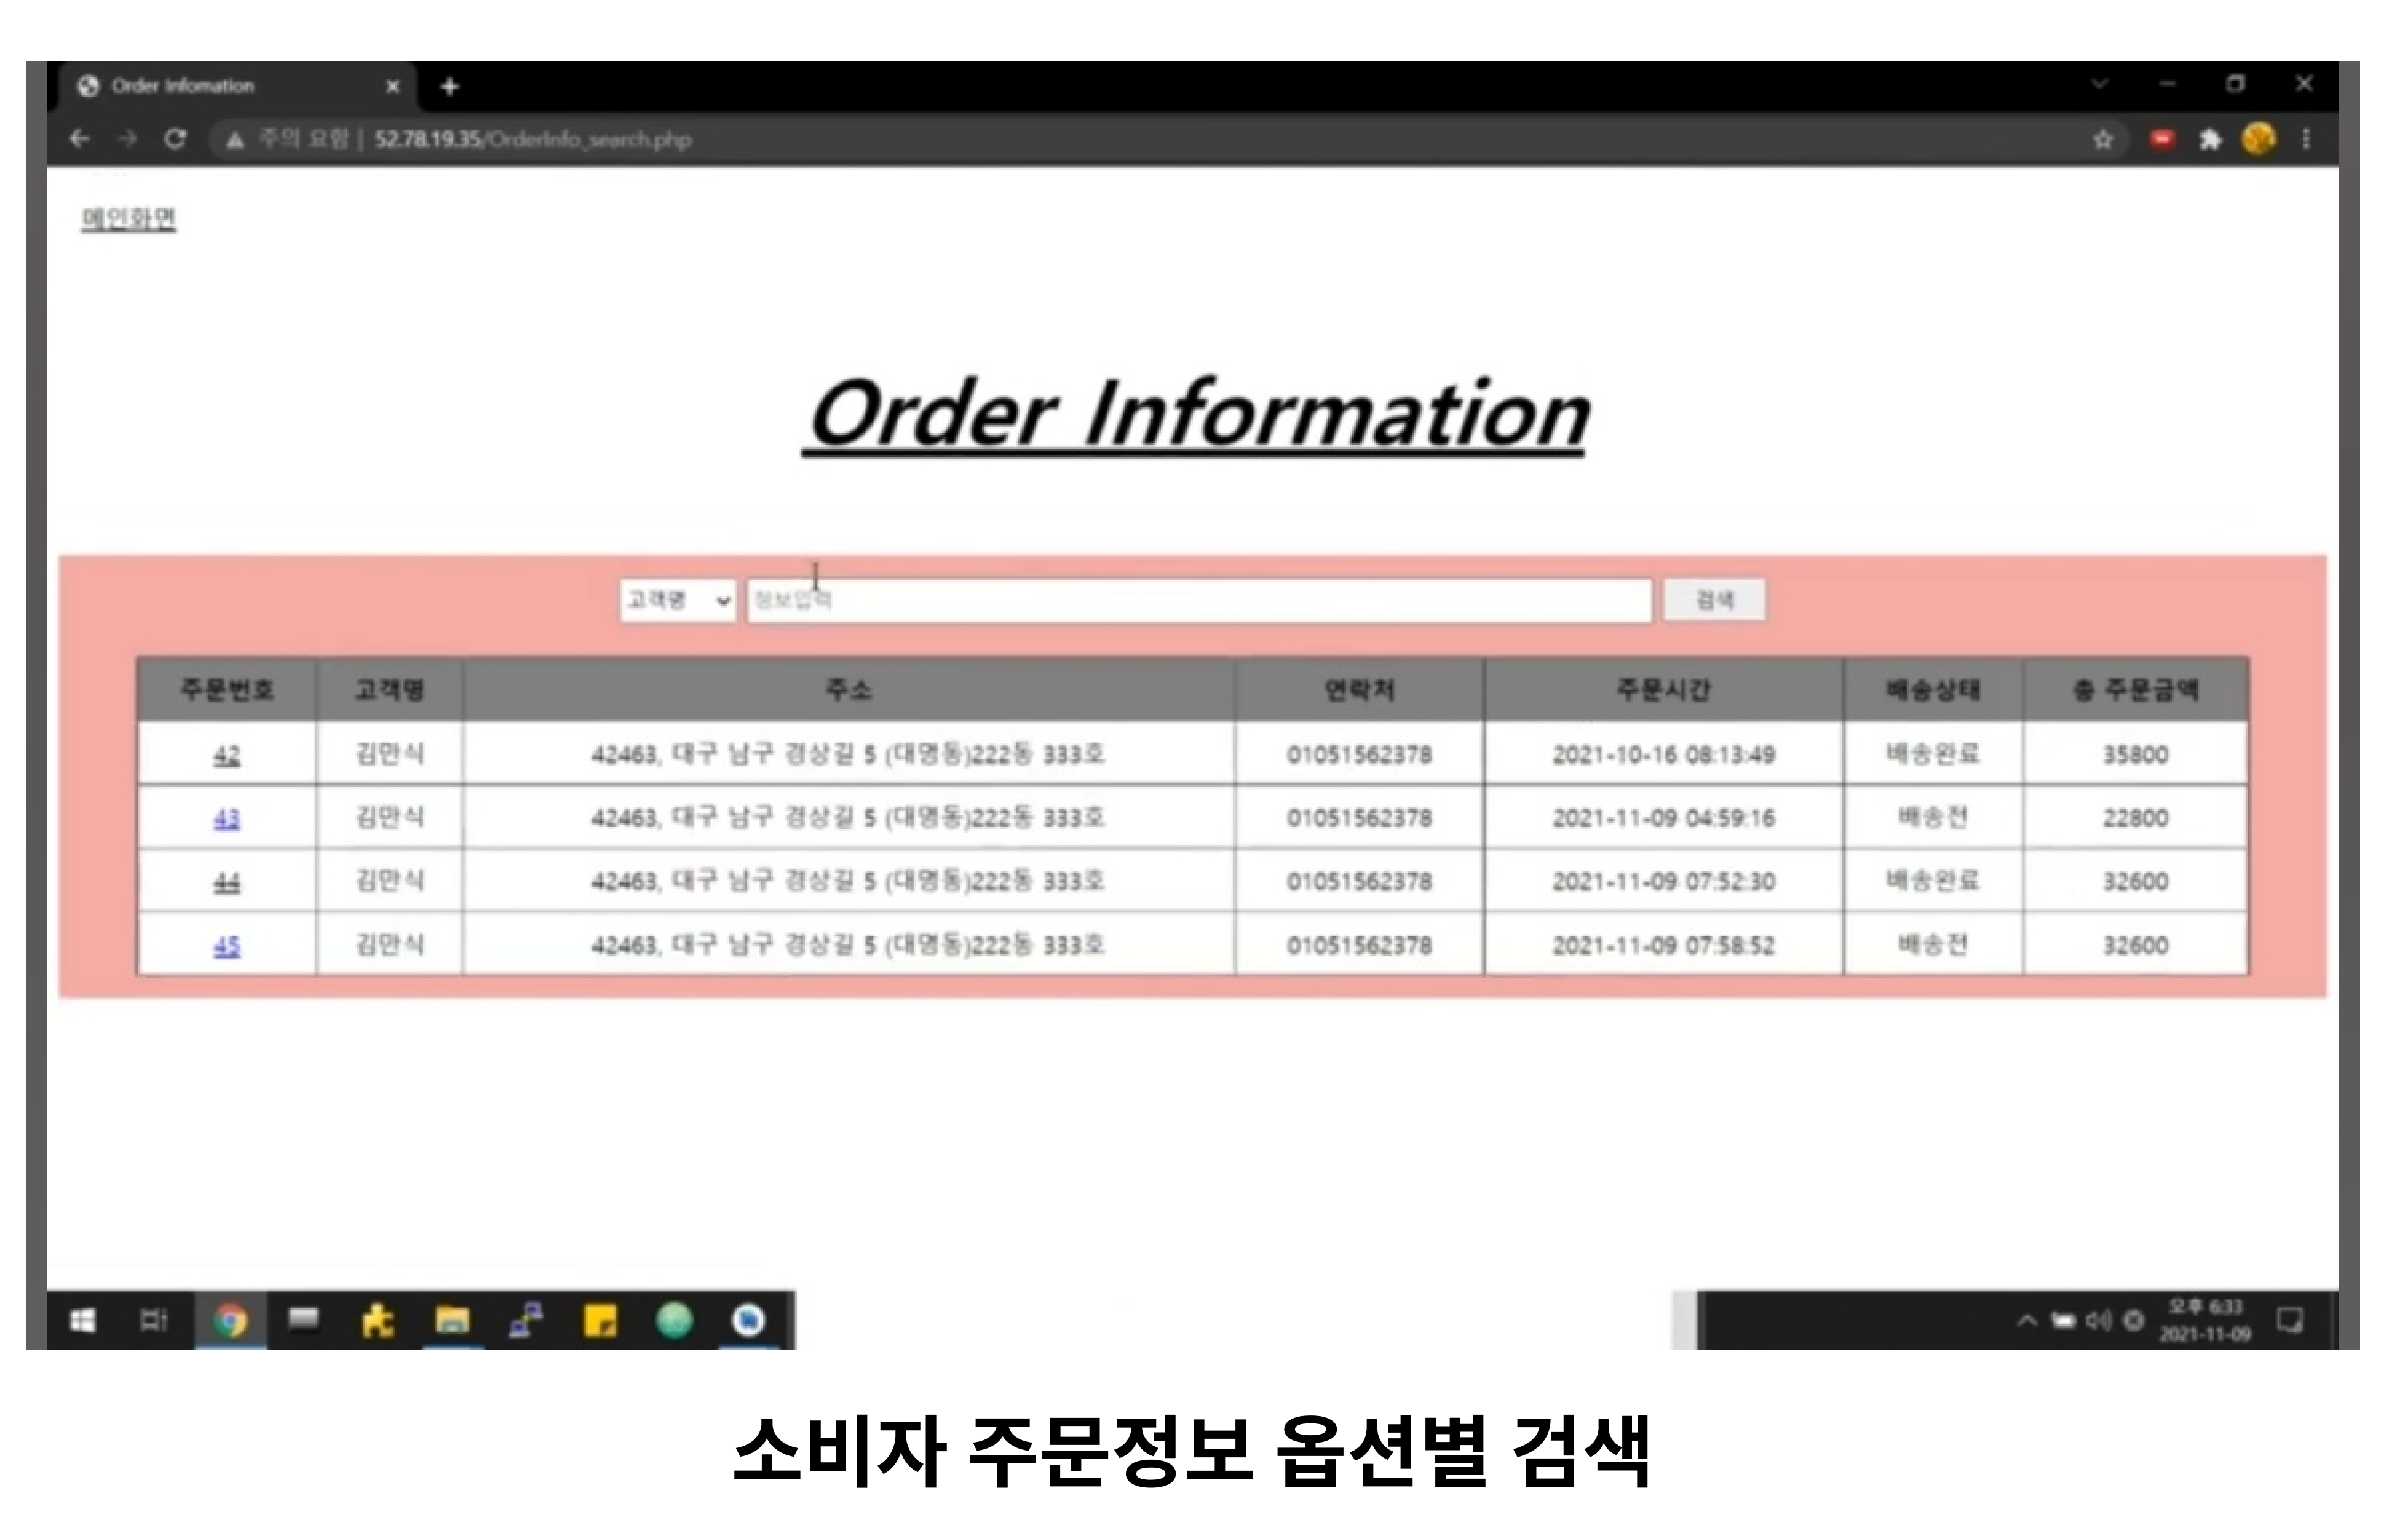 Order Infomation
주의 요함 | 52.78.19.35/OrderInfo_search.php
메인화면
Order Information
고객명 정보입력 검색
주문번호 고객명 주소 연락처 주문시간 배송상태 총 주문금액
42 김만식 42463, 대구 남구 경상길 5 (대명동)222동 333호 01051562378 2021-10-16 08:13:49 배송완료 35800
43 김만식 42463, 대구 남구 경상길 5 (대명동)222동 333호 01051562378 2021-11-09 04:59:16 배송전 22800
44 김만식 42463, 대구 남구 경상길 5 (대명동)222동 333호 01051562378 2021-11-09 07:52:30 배송완료 32600
45 김만식 42463, 대구 남구 경상길 5 (대명동)222동 333호 01051562378 2021-11-09 07:58:52 배송전 32600
오후 6:33
2021-11-09
소비자 주문정보 옵션별 검색